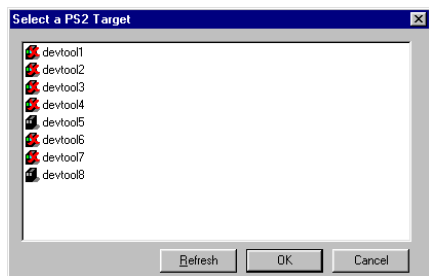 Select a PS2 Target
devtool1
devtool2
devtool3
devtool4
devtool5
devtool6
devtool7
devtool8
Refresh OK Cancel